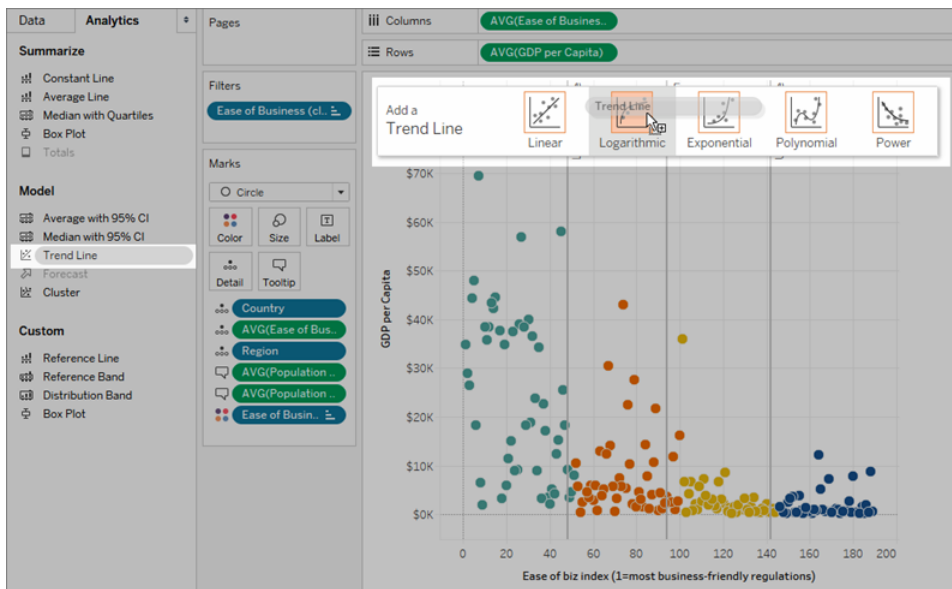 Data
Analytics
Pages
Columns
AVG(Ease of Busines..
Rows
AVG(GDP per Capita)
Summarize
Constant Line
Average Line
Median with Quartiles
Box Plot
Totals
Model
Average with 95% CI
Median with 95% CI
Trend Line
Forecast
Cluster
Custom
Reference Line
Reference Band
Distribution Band
Box Plot
Filters
Ease of Business (cl..
Marks
Circle
Color
Size
Label
Detail
Tooltip
Country
AVG(Ease of Bus..
Region
AVG(Population ..
AVG(Population ..
Ease of Busin..
Add a
Trend Line
Trend Line
Linear
Logarithmic
Exponential
Polynomial
Power
GDP per Capita
$70K
$60K
$50K
$40K
$30K
$20K
$10K
$0K
0 20 40 60 80 100 120 140 160 180 200
Ease of biz index (1=most business-friendly regulations)